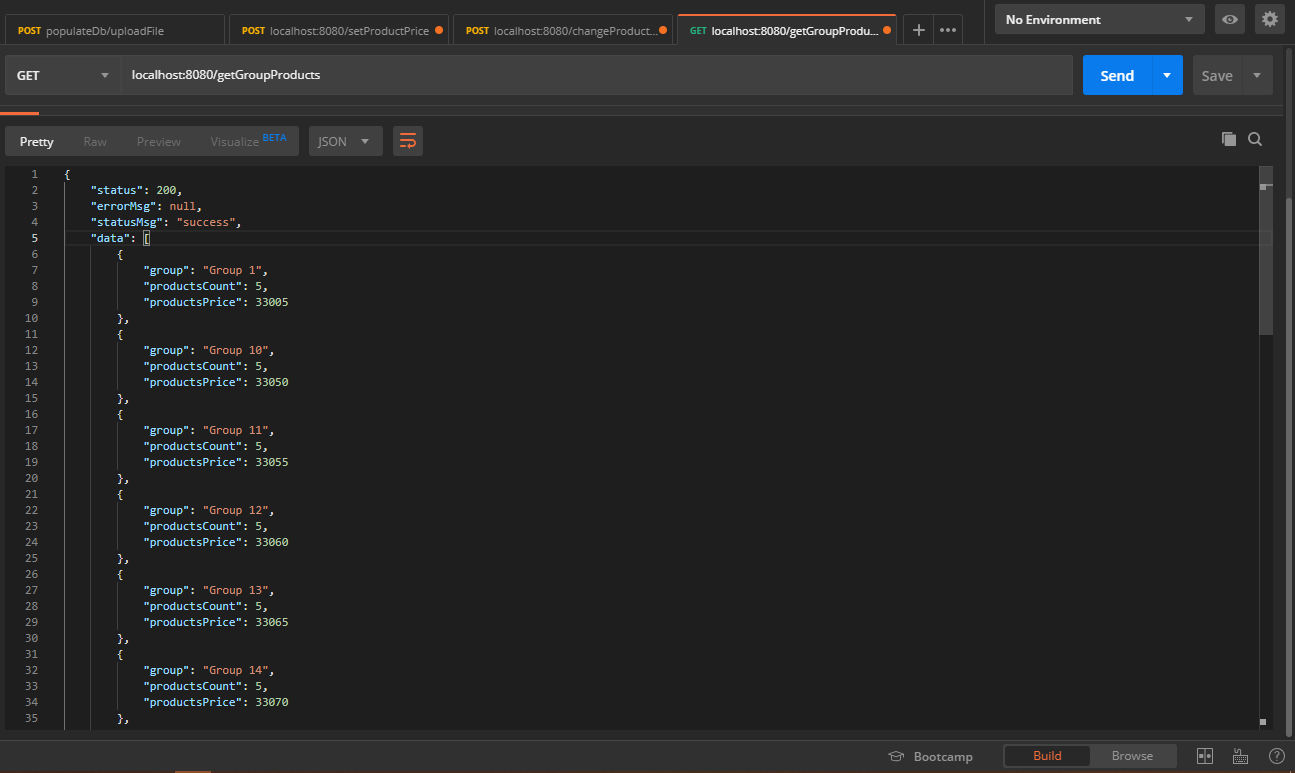 POST populateDb/uploadFile
POST localhost:8080/setProductPrice
POST localhost:8080/changeProduct...
GET localhost:8080/getGroupProdu...
No Environment
GET localhost:8080/getGroupProducts
Send
Save
Pretty Raw Preview Visualize BETA JSON
1 {
2 "status": 200,
3 "errorMsg": null,
4 "statusMsg": "success",
5 "data": [
6 {
7 "group": "Group 1",
8 "productsCount": 5,
9 "productsPrice": 33005
10 },
11 {
12 "group": "Group 10",
13 "productsCount": 5,
14 "productsPrice": 33050
15 },
16 {
17 "group": "Group 11",
18 "productsCount": 5,
19 "productsPrice": 33055
20 },
21 {
22 "group": "Group 12",
23 "productsCount": 5,
24 "productsPrice": 33060
25 },
26 {
27 "group": "Group 13",
28 "productsCount": 5,
29 "productsPrice": 33065
30 },
31 {
32 "group": "Group 14",
33 "productsCount": 5,
34 "productsPrice": 33070
35 },
Bootcamp Build Browse